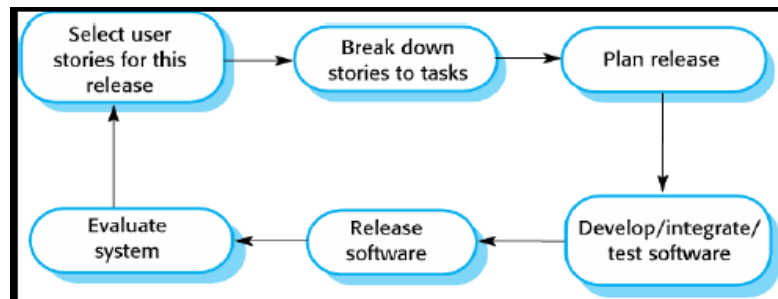 Select user
stories for this
release
Break down
stories to tasks
Plan release
Evaluate
system
Release
software
Develop/integrate/
test software